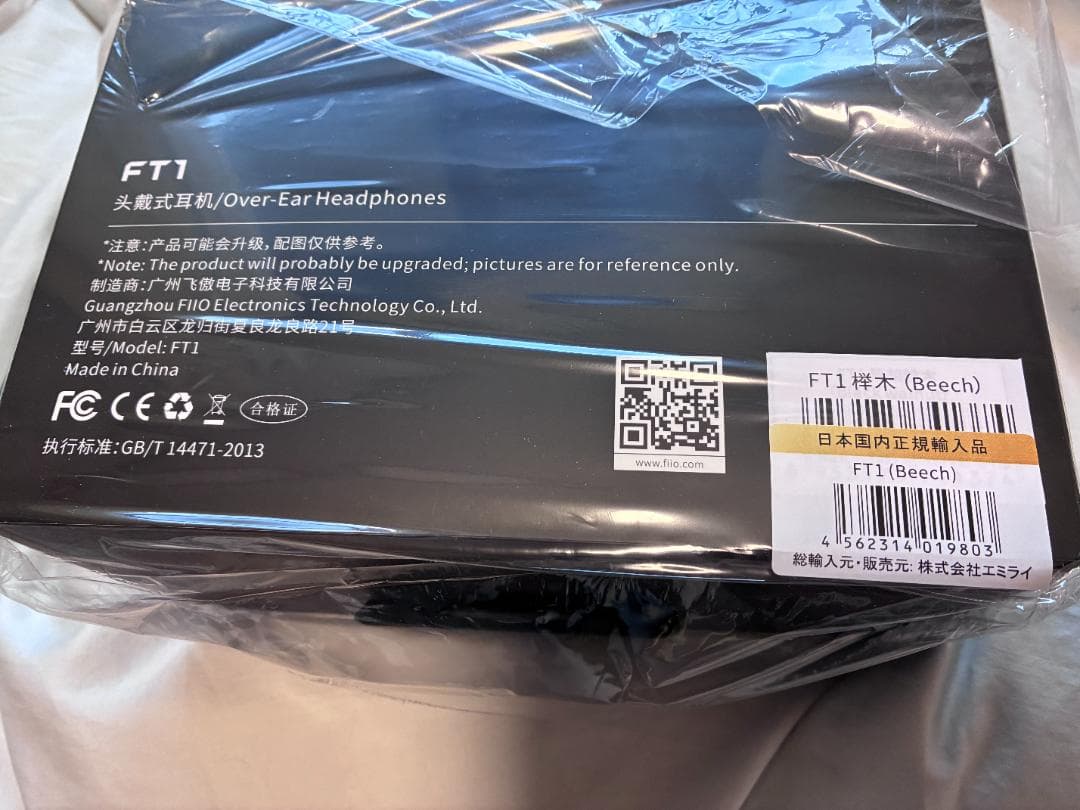 FT1
头戴式耳机/Over-Ear Headphones
*注意:产品可能会升级,配图仅供参考。
*Note: The product will probably be upgraded; pictures are for reference only.
制造商:广州飞傲电子科技有限公司
Guangzhou FIIO Electronics Technology Co., Ltd.
广州市白云区龙归街夏良龙良路21号
型号/Model: FT1
Made in China
FC CE 合格证
执行标准:GB/T 14471-2013
www.fiio.com
FT1 榉木 (Beech)
日本国内正規輸入品
FT1 (Beech)
4 562314 019803
総輸入元・販売元: 株式会社エミライ